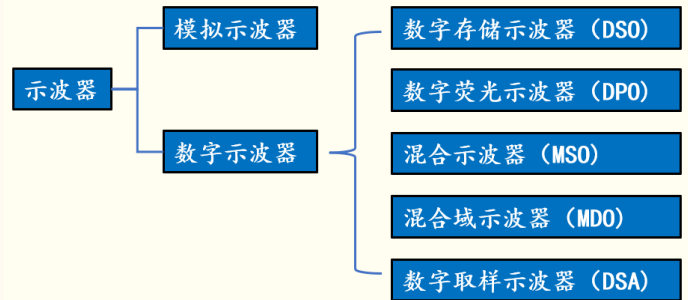 示波器
模拟示波器
数字示波器
数字存储示波器（DSO）
数字荧光示波器（DPO）
混合示波器（MSO）
混合域示波器（MDO）
数字取样示波器（DSA）